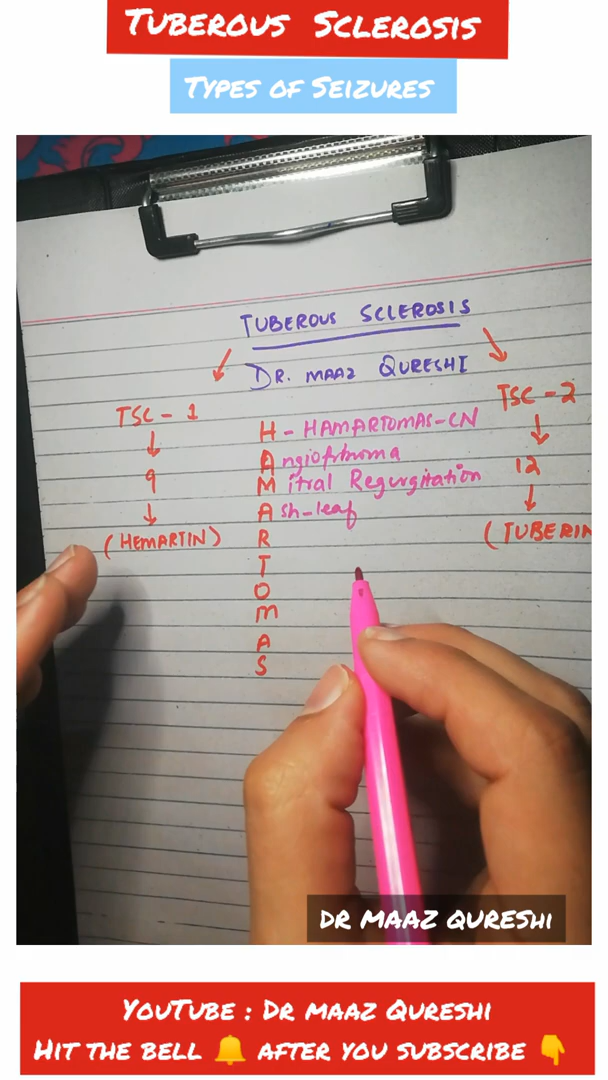 TUBEROUS SCLEROSIS
TYPES OF SEIZURES
TUBEROUS SCLEROSIS
DR. MAAZ QURESHI
TSC - 1
↓
9
↓
(HEMARTIN)
H - HAMARTOMAS - CN
Angiofibroma
Mitral Regurgitation
Ash-leaf
R
T
O
M
A
S
TSC - 2
↓
12
↓
(TUBERIN
DR MAAZ QURESHI
YOUTUBE : DR MAAZ QURESHI
HIT THE BELL 🔔 AFTER YOU SUBSCRIBE 👇